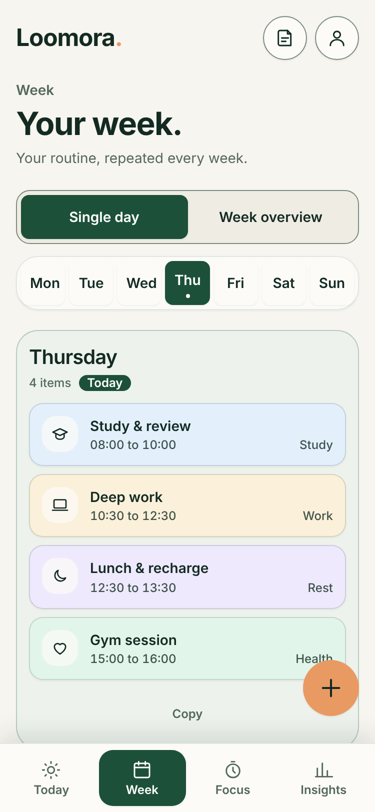 Loomora.
Week
Your week.
Your routine, repeated every week.
Single day
Week overview
Mon Tue Wed Thu Fri Sat Sun
Thursday
4 items Today
Study & review
08:00 to 10:00 Study
Deep work
10:30 to 12:30 Work
Lunch & recharge
12:30 to 13:30 Rest
Gym session
15:00 to 16:00 Health
Copy
Today Week Focus Insights